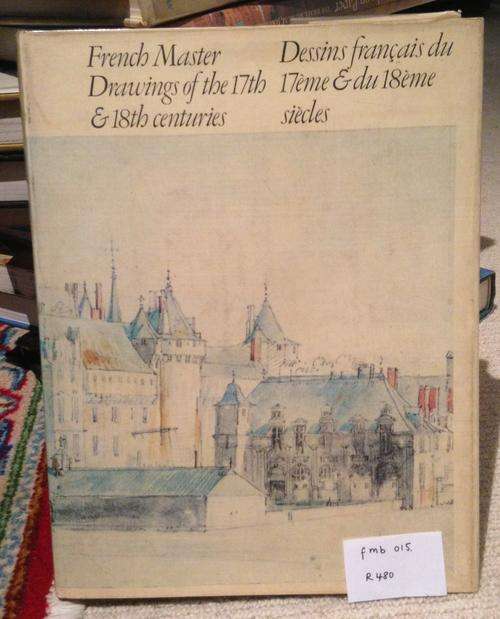 French Master
Drawings of the 17th
& 18th centuries
Dessins français du
17ème & du 18ème
siècles
fmb 015.
R480